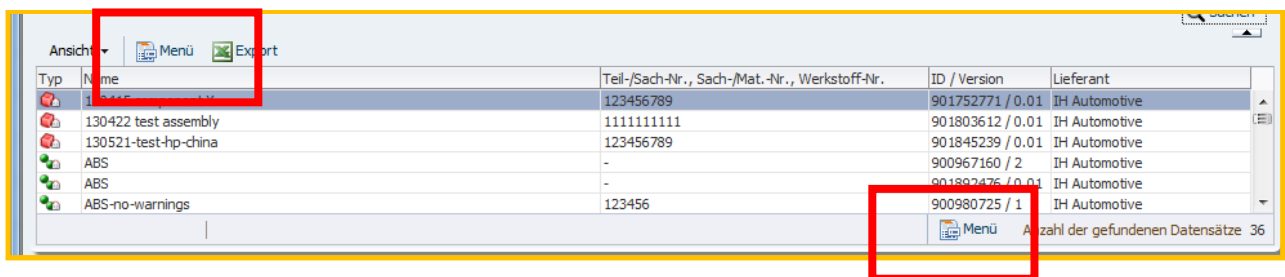 Suchen
Ansicht Menü Export
Typ Name Teil-/Sach-Nr., Sach-/Mat.-Nr., Werkstoff-Nr. ID / Version Lieferant
123456789 901752771 / 0.01 IH Automotive
130422 test assembly 1111111111 901803612 / 0.01 IH Automotive
130521-test-hp-china 123456789 901845239 / 0.01 IH Automotive
ABS - 900967160 / 2 IH Automotive
ABS - 901892476 / 0.01 IH Automotive
ABS-no-warnings 123456 900980725 / 1 IH Automotive
Menü Anzahl der gefundenen Datensätze 36